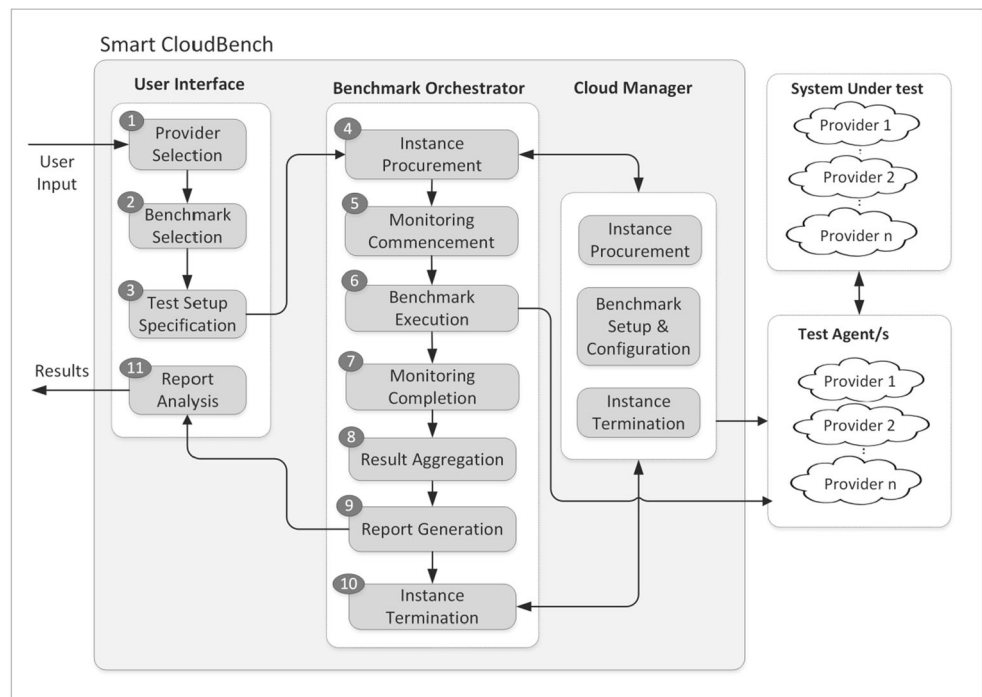 Smart CloudBench
User Interface
1
Provider
Selection
2
Benchmark
Selection
3
Test Setup
Specification
11
Report
Analysis
User
Input
Results
Benchmark Orchestrator
4
Instance
Procurement
5
Monitoring
Commencement
6
Benchmark
Execution
7
Monitoring
Completion
8
Result Aggregation
9
Report Generation
10
Instance
Termination
Cloud Manager
Instance
Procurement
Benchmark
Setup &
Configuration
Instance
Termination
System Under test
Provider 1
Provider 2
Provider n
Test Agent/s
Provider 1
Provider 2
Provider n